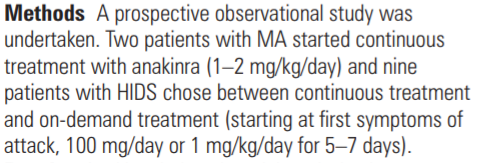 Methods A prospective observational study was
undertaken. Two patients with MA started continuous
treatment with anakinra (1–2 mg/kg/day) and nine
patients with HIDS chose between continuous treatment
and on-demand treatment (starting at first symptoms of
attack, 100 mg/day or 1 mg/kg/day for 5–7 days).